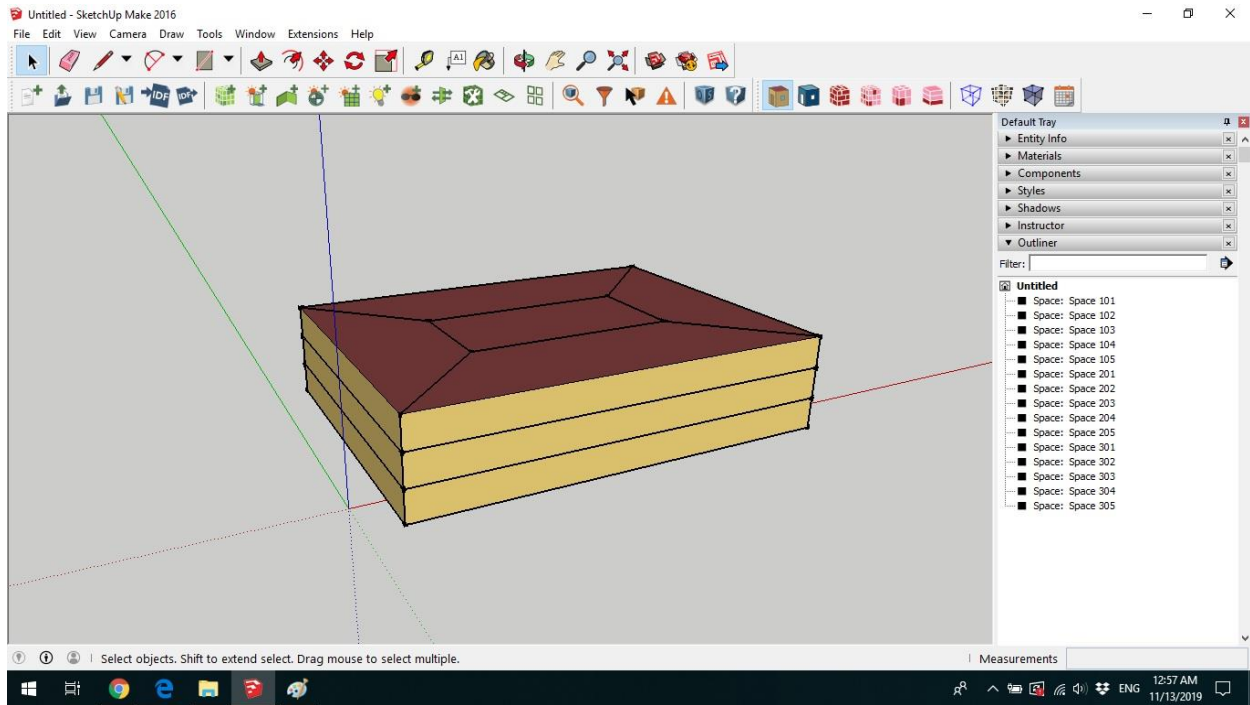 Untitled - SketchUp Make 2016
File Edit View Camera Draw Tools Window Extensions Help
A1
IDF IDF
Default Tray
Entity Info
Materials
Components
Styles
Shadows
Instructor
Outliner
Filter:
Untitled
Space: Space 101
Space: Space 102
Space: Space 103
Space: Space 104
Space: Space 105
Space: Space 201
Space: Space 202
Space: Space 203
Space: Space 204
Space: Space 205
Space: Space 301
Space: Space 302
Space: Space 303
Space: Space 304
Space: Space 305
Select objects. Shift to extend select. Drag mouse to select multiple.
Measurements
ENG
12:57 AM
11/13/2019